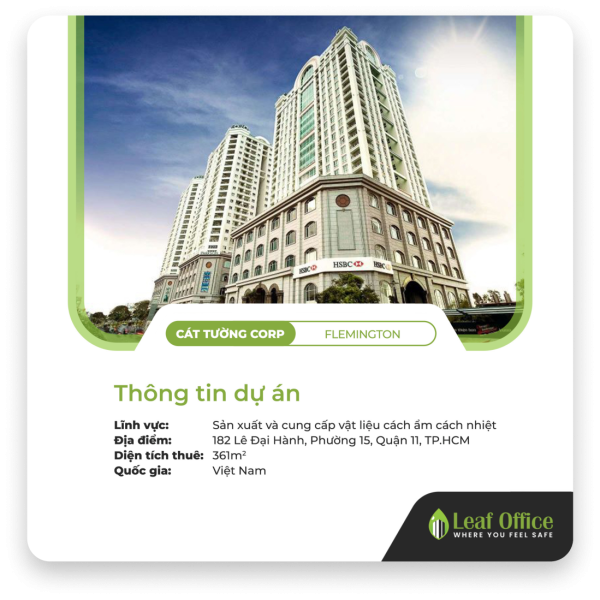 HSBC
HSBC
HSBC
CÁT TƯỜNG CORP
FLEMINGTON
Thông tin dự án
Lĩnh vực: Sản xuất và cung cấp vật liệu cách ẩm cách nhiệt
Địa điểm: 182 Lê Đại Hành, Phường 15, Quận 11, TP.HCM
Diện tích thuê: 361m²
Quốc gia: Việt Nam
Leaf Office
WHERE YOU FEEL SAFE